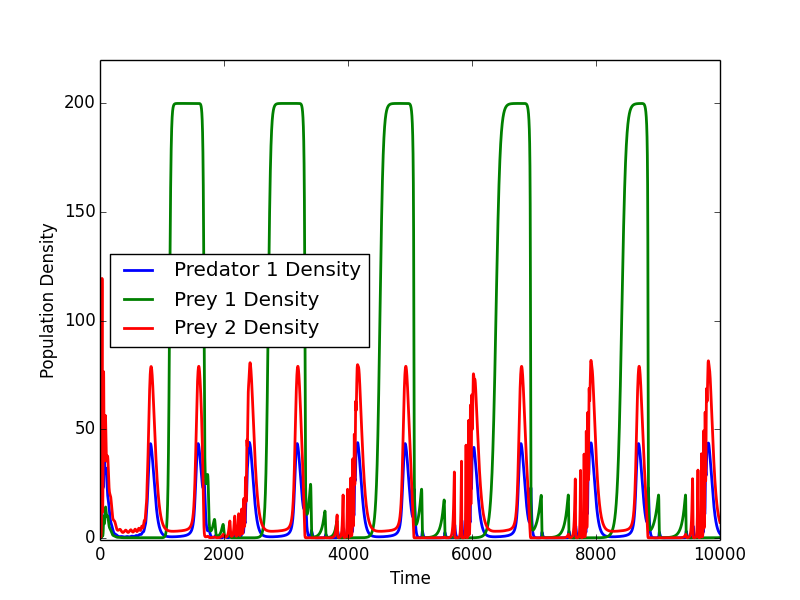 200
150
100
50
0
Population Density
Predator 1 Density
Prey 1 Density
Prey 2 Density
0 2000 4000 6000 8000 10000
Time